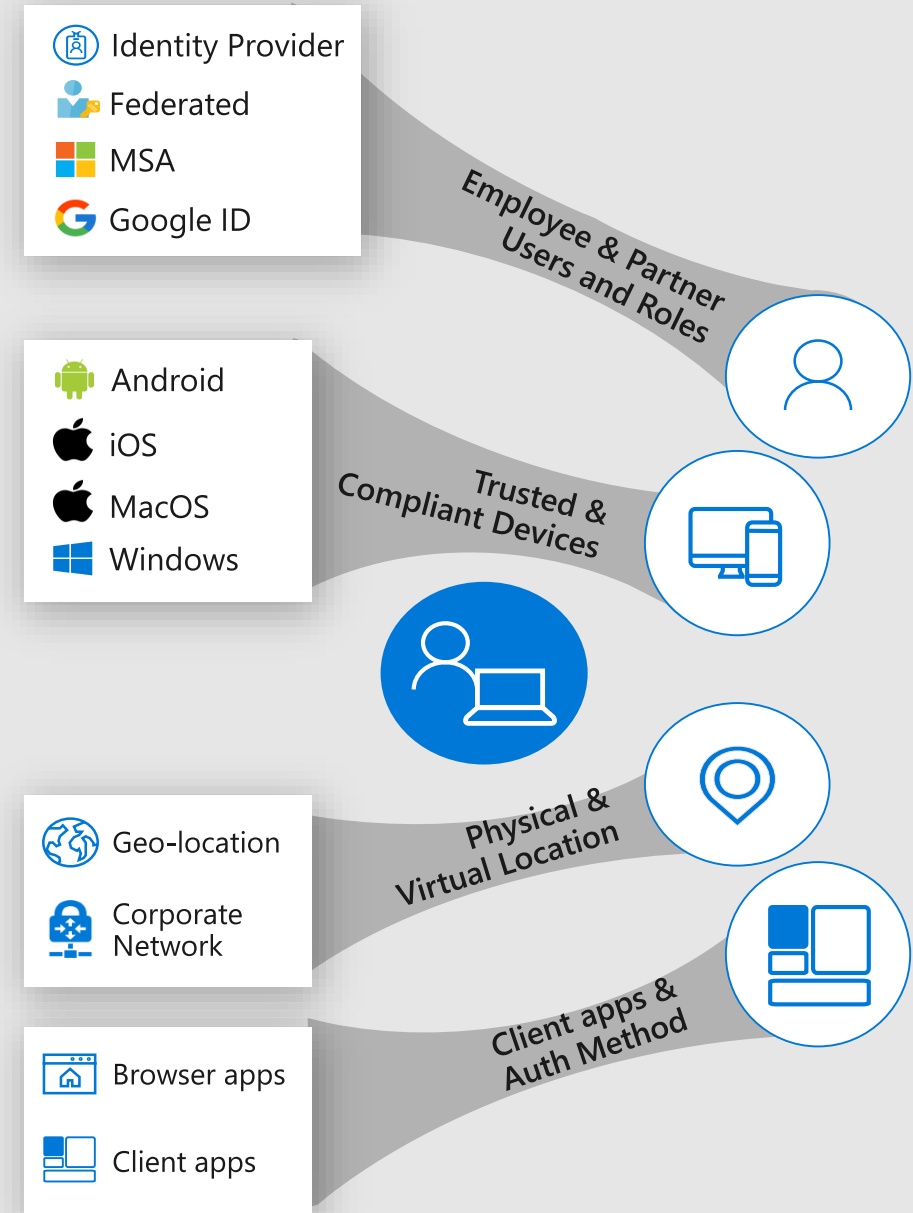 Identity Provider
Federated
MSA
Google ID
Employee & Partner
Users and Roles
Android
iOS
MacOS
Windows
Trusted &
Compliant Devices
Geo-location
Corporate
Network
Physical &
Virtual Location
Browser apps
Client apps
Client apps &
Auth Method